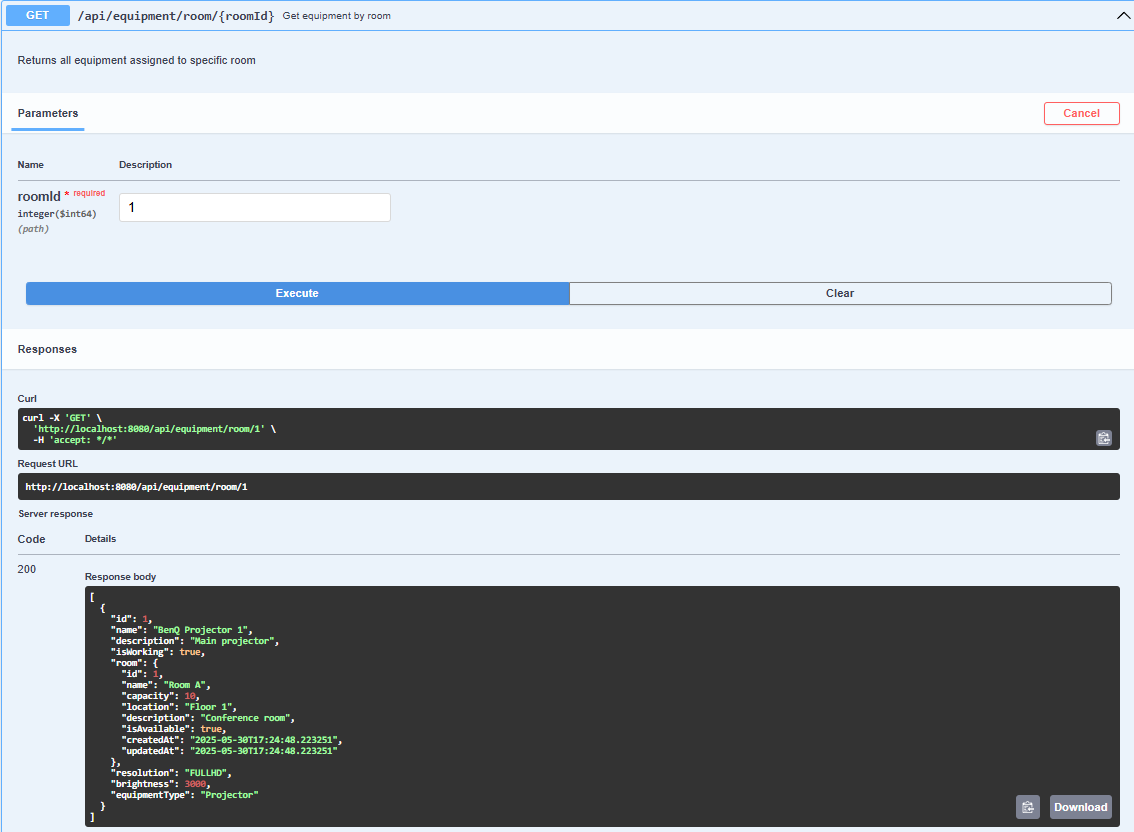 GET /api/equipment/room/{roomId} Get equipment by room
Returns all equipment assigned to specific room
Parameters
Cancel
Name Description
roomId * required
integer($int64)
(path)
1
Execute Clear
Responses
Curl
curl -X 'GET' \
  'http://localhost:8080/api/equipment/room/1' \
  -H 'accept: */*'
Request URL
http://localhost:8080/api/equipment/room/1
Server response
Code Details
200
Response body
[
  {
    "id": 1,
    "name": "BenQ Projector 1",
    "description": "Main projector",
    "isWorking": true,
    "room": {
      "id": 1,
      "name": "Room A",
      "capacity": 10,
      "location": "Floor 1",
      "description": "Conference room",
      "isAvailable": true,
      "createdAt": "2025-05-30T17:24:48.223251",
      "updatedAt": "2025-05-30T17:24:48.223251"
    },
    "resolution": "FULLHD",
    "brightness": 3000,
    "equipmentType": "Projector"
  }
]
Download